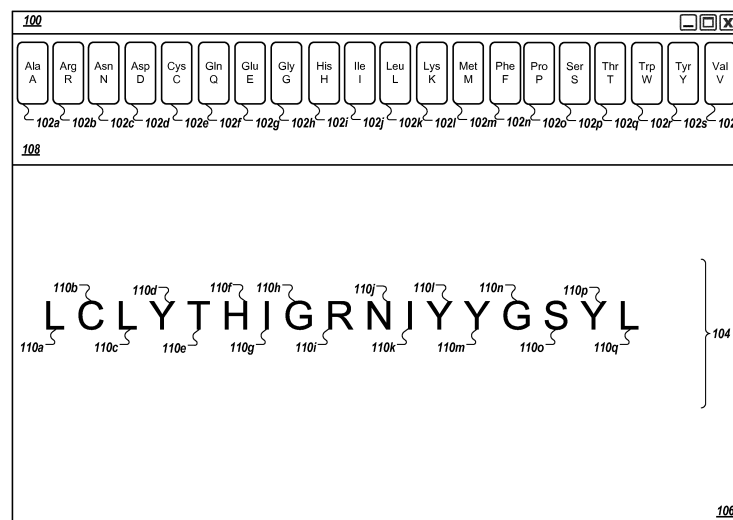 100
Ala Arg Asn Asp Cys Gln Glu Gly His Ile Leu Lys Met Phe Pro Ser Thr Trp Tyr Val
A R N D C Q E G H I L K M F P S T W Y V
102a 102b 102c 102d 102e 102f 102g 102h 102i 102j 102k 102l 102m 102n 102o 102p 102q 102r 102s 102
108
110b 110d 110f 110h 110j 110l 110n 110p
L C L Y T H I G R N I Y Y G S Y L
104
110a 110c 110e 110g 110i 110k 110m 110o 110q
106